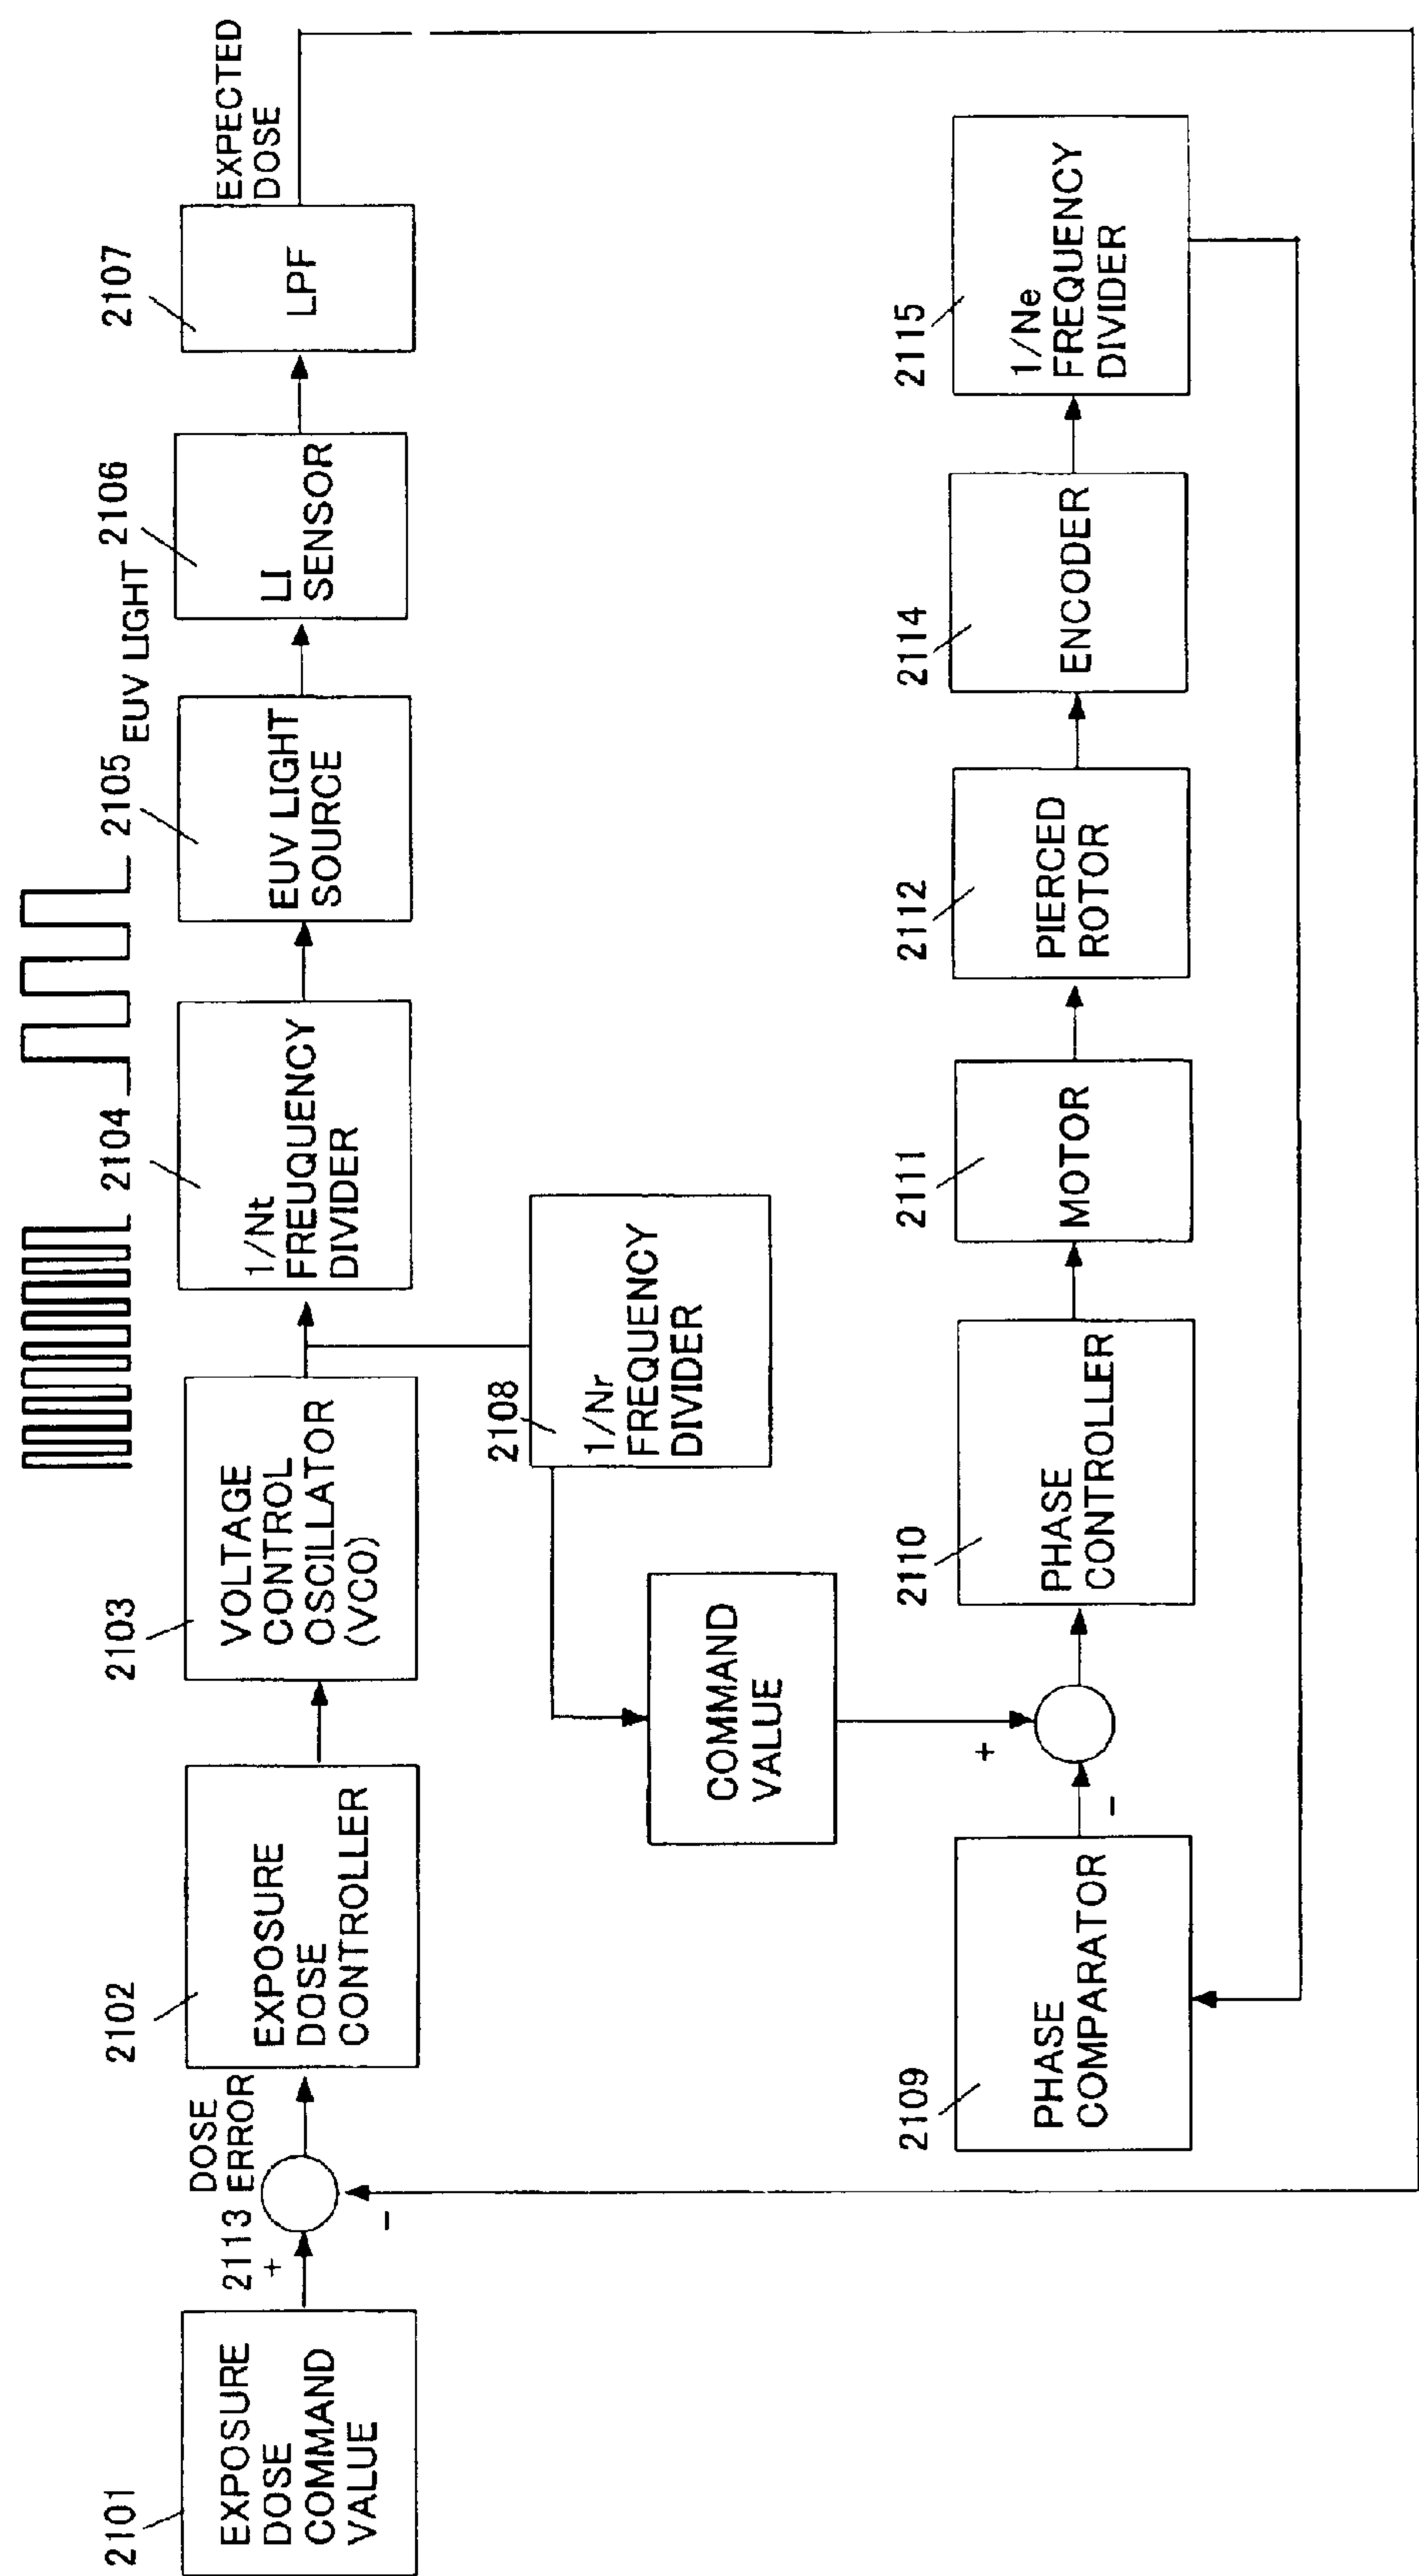 2101
EXPOSURE
DOSE
COMMAND
VALUE
2113
+
-
DOSE
ERROR
2102
EXPOSURE
DOSE
CONTROLLER
2103
VOLTAGE
CONTROL
OSCILLATOR
(VCO)
2104
1/Nt
FREUQUENCY
DIVIDER
2105
EUV LIGHT
SOURCE
EUV LIGHT
2106
LI
SENSOR
2107
LPF
EXPECTED
DOSE
2108
1/Nr
FREQUENCY
DIVIDER
COMMAND
VALUE
2109
PHASE
COMPARATOR
+
-
2110
PHASE
CONTROLLER
2111
MOTOR
2112
PIERCED
ROTOR
2114
ENCODER
2115
1/Ne
FREQUENCY
DIVIDER